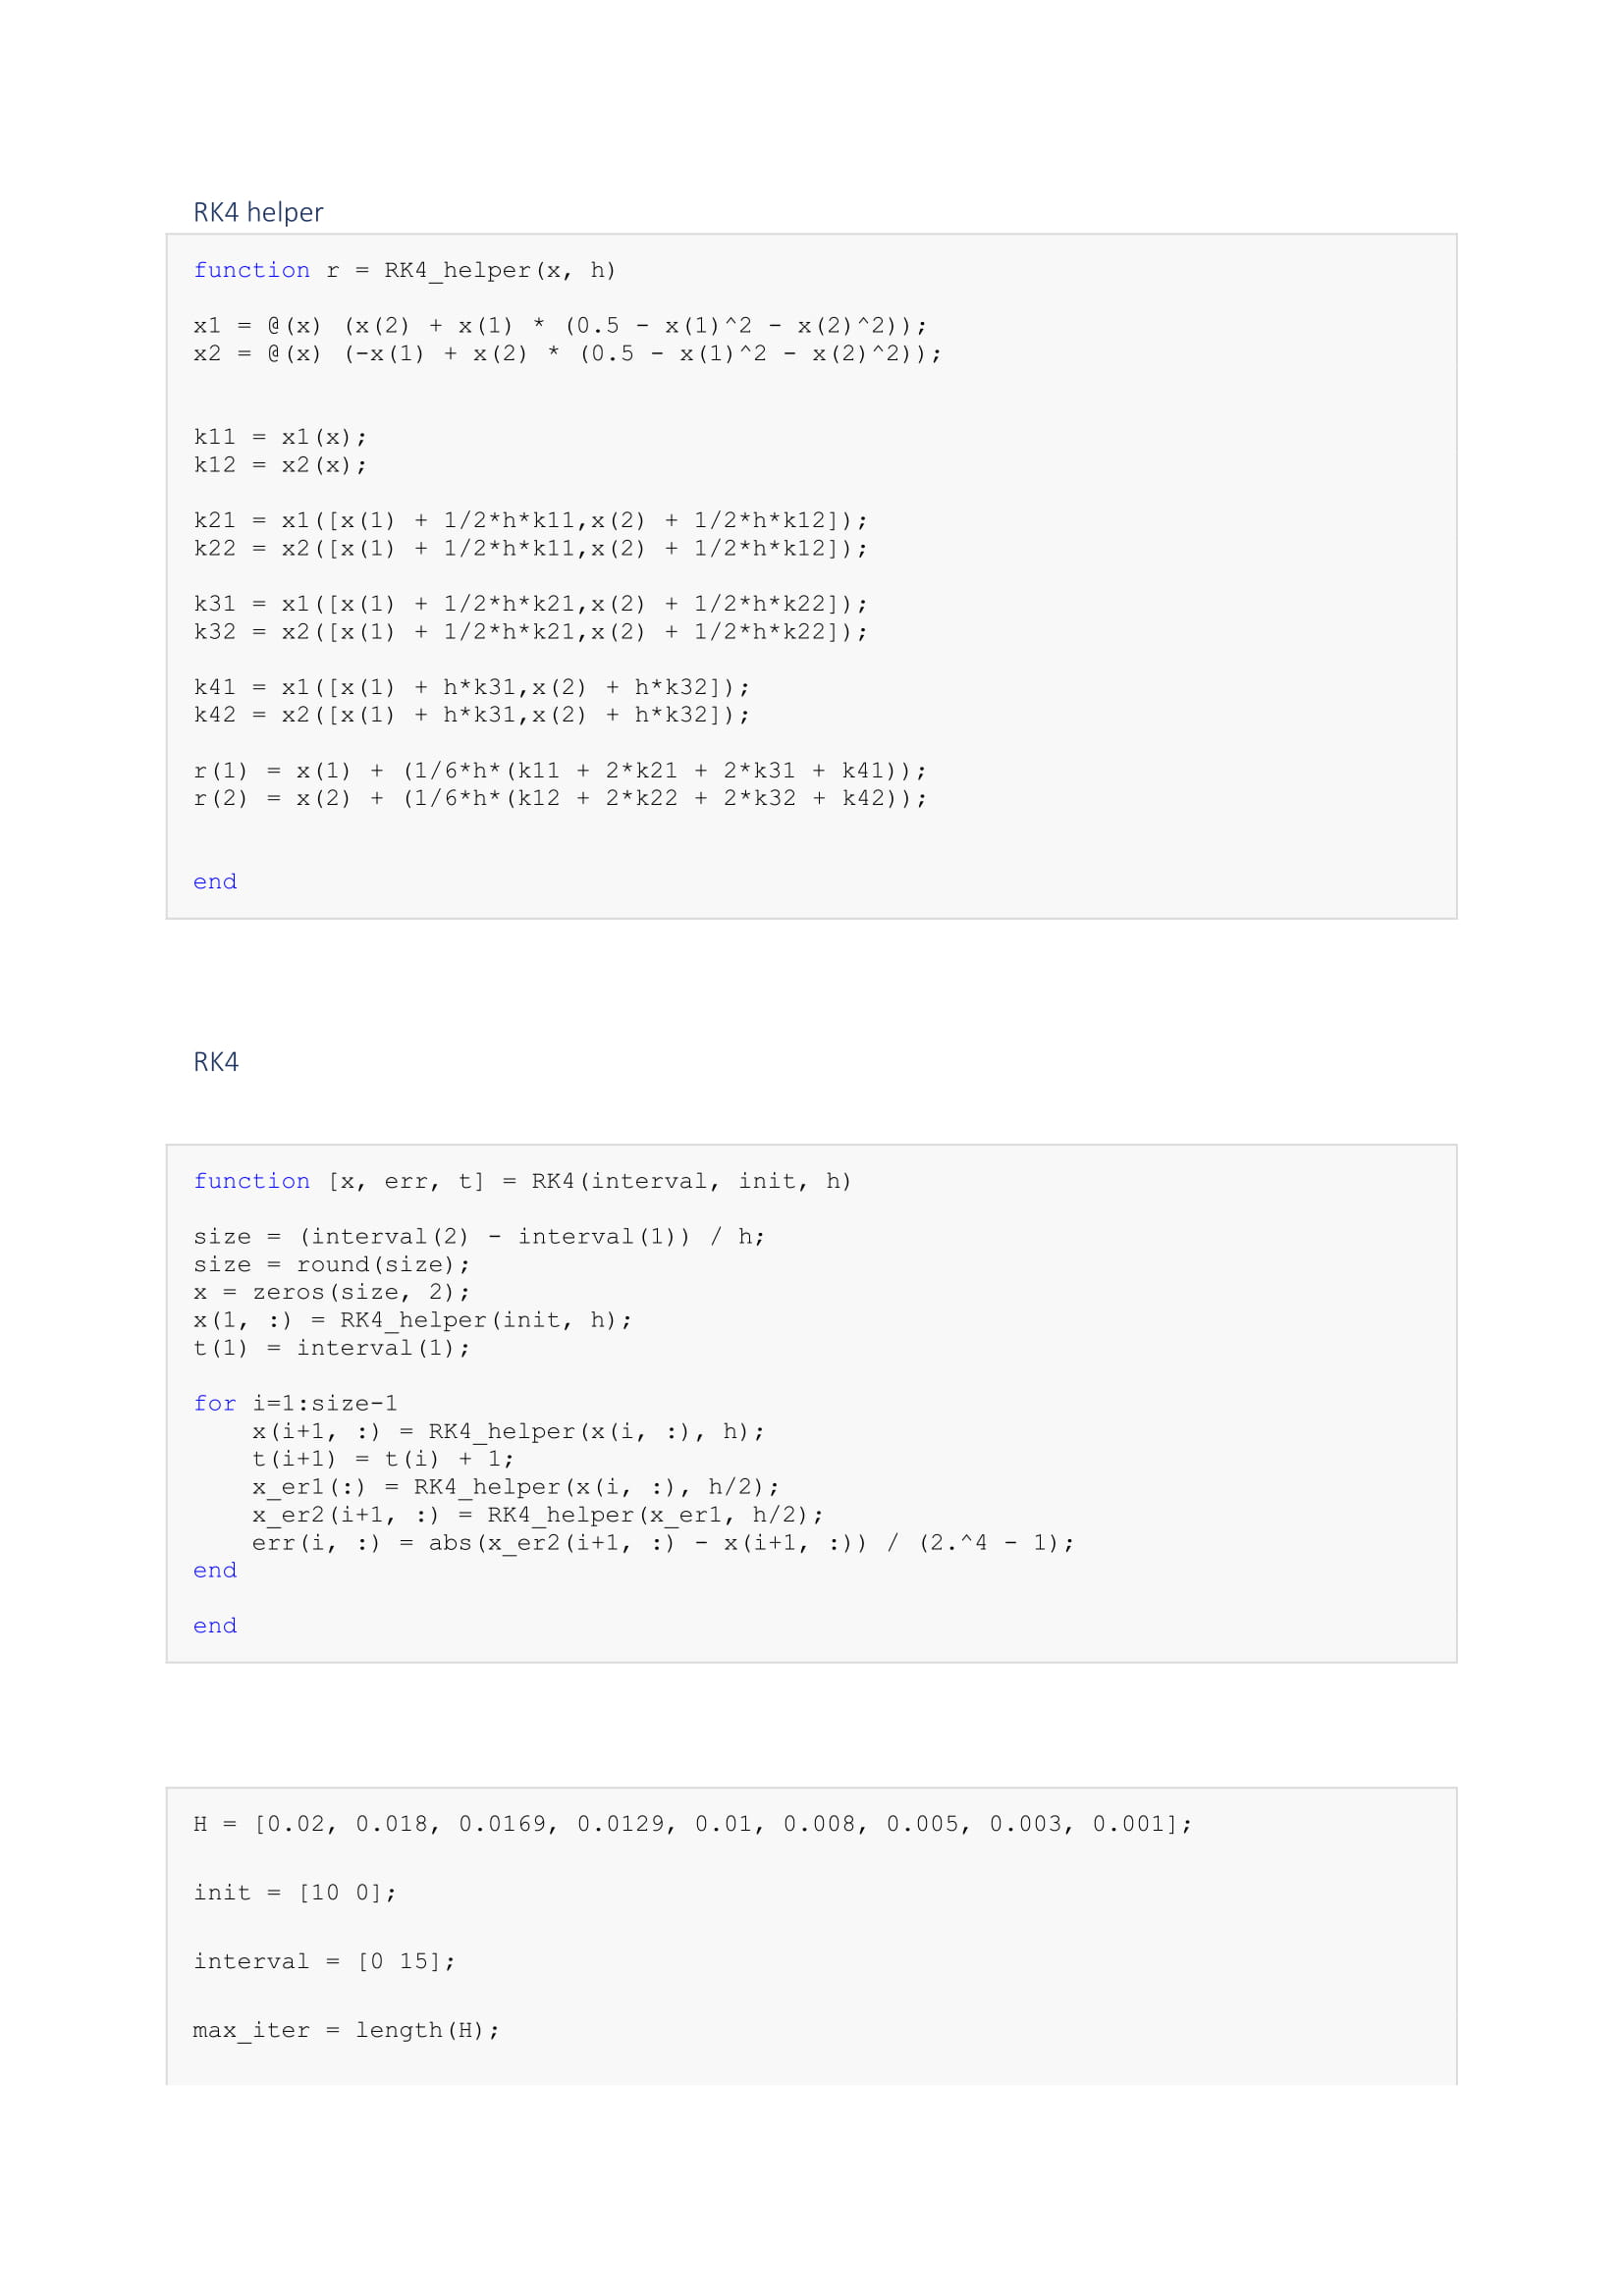 RK4 helper
function r = RK4_helper(x, h)
x1 = @(x) (x(2) + x(1) * (0.5 - x(1)^2 - x(2)^2));
x2 = @(x) (-x(1) + x(2) * (0.5 - x(1)^2 - x(2)^2));
k11 = x1(x);
k12 = x2(x);
k21 = x1([x(1) + 1/2*h*k11,x(2) + 1/2*h*k12]);
k22 = x2([x(1) + 1/2*h*k11,x(2) + 1/2*h*k12]);
k31 = x1([x(1) + 1/2*h*k21,x(2) + 1/2*h*k22]);
k32 = x2([x(1) + 1/2*h*k21,x(2) + 1/2*h*k22]);
k41 = x1([x(1) + h*k31,x(2) + h*k32]);
k42 = x2([x(1) + h*k31,x(2) + h*k32]);
r(1) = x(1) + (1/6*h*(k11 + 2*k21 + 2*k31 + k41));
r(2) = x(2) + (1/6*h*(k12 + 2*k22 + 2*k32 + k42));
end
RK4
function [x, err, t] = RK4(interval, init, h)
size = (interval(2) - interval(1)) / h;
size = round(size);
x = zeros(size, 2);
x(1, :) = RK4_helper(init, h);
t(1) = interval(1);
for i=1:size-1
    x(i+1, :) = RK4_helper(x(i, :), h);
    t(i+1) = t(i) + 1;
    x_er1(:) = RK4_helper(x(i, :), h/2);
    x_er2(i+1, :) = RK4_helper(x_er1, h/2);
    err(i, :) = abs(x_er2(i+1, :) - x(i+1, :)) / (2.^4 - 1);
end
end
H = [0.02, 0.018, 0.0169, 0.0129, 0.01, 0.008, 0.005, 0.003, 0.001];
init = [10 0];
interval = [0 15];
max_iter = length(H);